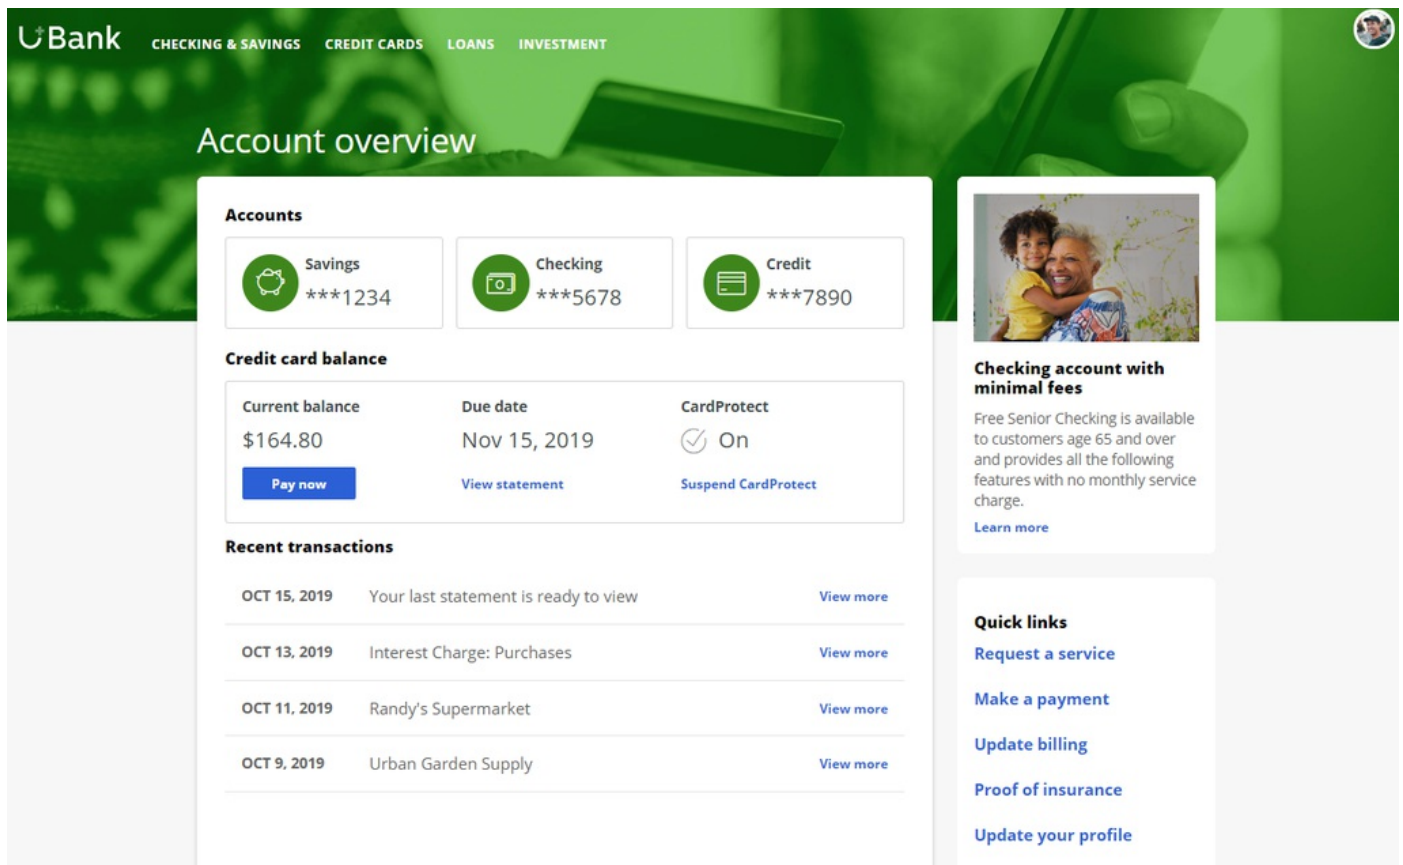 UBank
CHECKING & SAVINGS CREDIT CARDS LOANS INVESTMENT
Account overview
Accounts
Savings
***1234
Checking
***5678
Credit
***7890
Credit card balance
Current balance
$164.80
Pay now
Due date
Nov 15, 2019
View statement
CardProtect
On
Suspend CardProtect
Recent transactions
OCT 15, 2019 Your last statement is ready to view View more
OCT 13, 2019 Interest Charge: Purchases View more
OCT 11, 2019 Randy's Supermarket View more
OCT 9, 2019 Urban Garden Supply View more
Checking account with
minimal fees
Free Senior Checking is available
to customers age 65 and over
and provides all the following
features with no monthly service
charge.
Learn more
Quick links
Request a service
Make a payment
Update billing
Proof of insurance
Update your profile